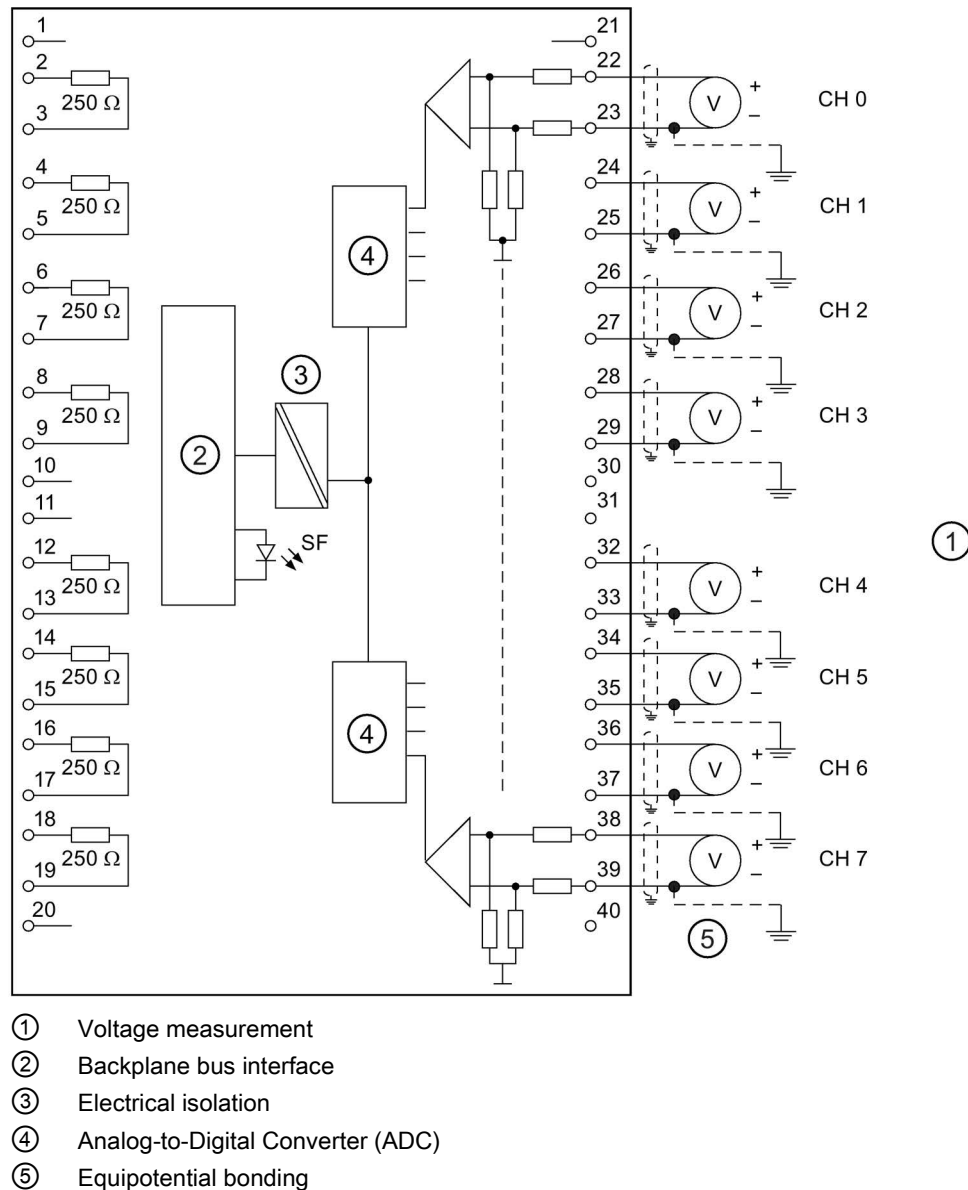 1
2
250 Ω
3
4
250 Ω
5
6
250 Ω
7
8
250 Ω
9
10
11
12
250 Ω
13
14
250 Ω
15
16
250 Ω
17
18
250 Ω
19
20
②
SF
③
④
④
21
22
23
24
25
26
27
28
29
30
31
32
33
34
35
36
37
38
39
40
V + − CH 0
V + − CH 1
V + − CH 2
V + − CH 3
①
V + − CH 4
V + − CH 5
V + − CH 6
V + − CH 7
⑤
① Voltage measurement
② Backplane bus interface
③ Electrical isolation
④ Analog-to-Digital Converter (ADC)
⑤ Equipotential bonding